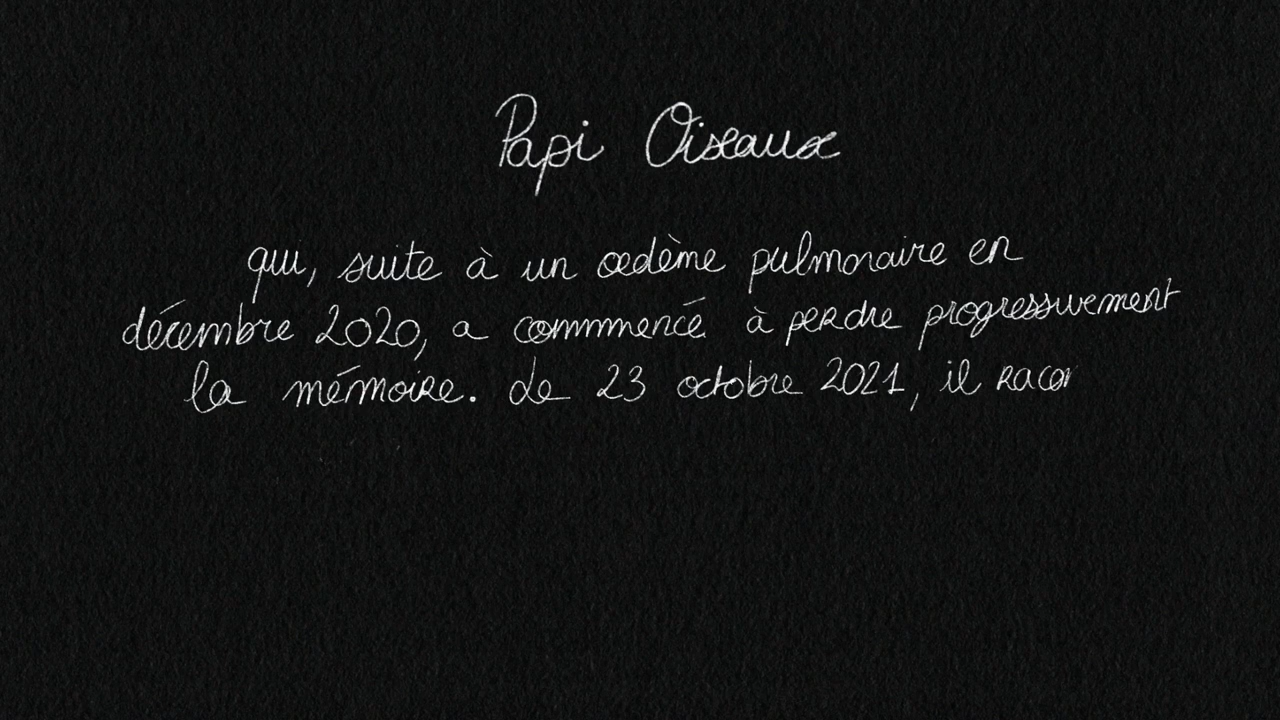 Papi Oiseaux
qui, suite à un œdème pulmonaire en
décembre 2020, a commmencé à perdre progressivement
la mémoire. Le 23 octobre 2021, il racon